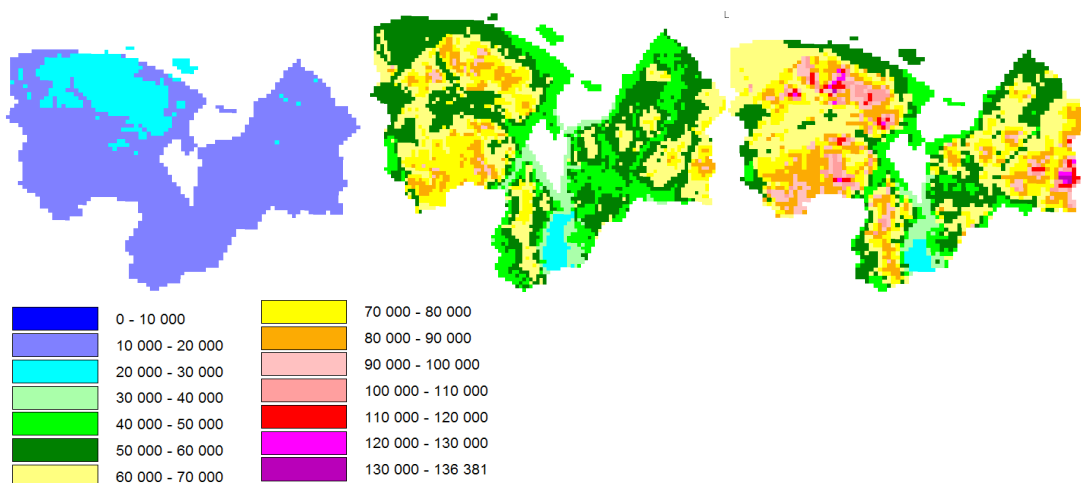 L
0 - 10 000
10 000 - 20 000
20 000 - 30 000
30 000 - 40 000
40 000 - 50 000
50 000 - 60 000
60 000 - 70 000
70 000 - 80 000
80 000 - 90 000
90 000 - 100 000
100 000 - 110 000
110 000 - 120 000
120 000 - 130 000
130 000 - 136 381